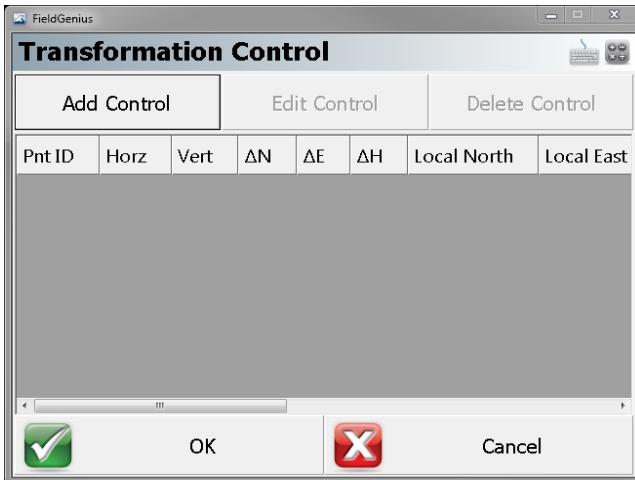 FieldGenius
Transformation Control
Add Control Edit Control Delete Control
Pnt ID Horz Vert ΔN ΔE ΔH Local North Local East
OK Cancel